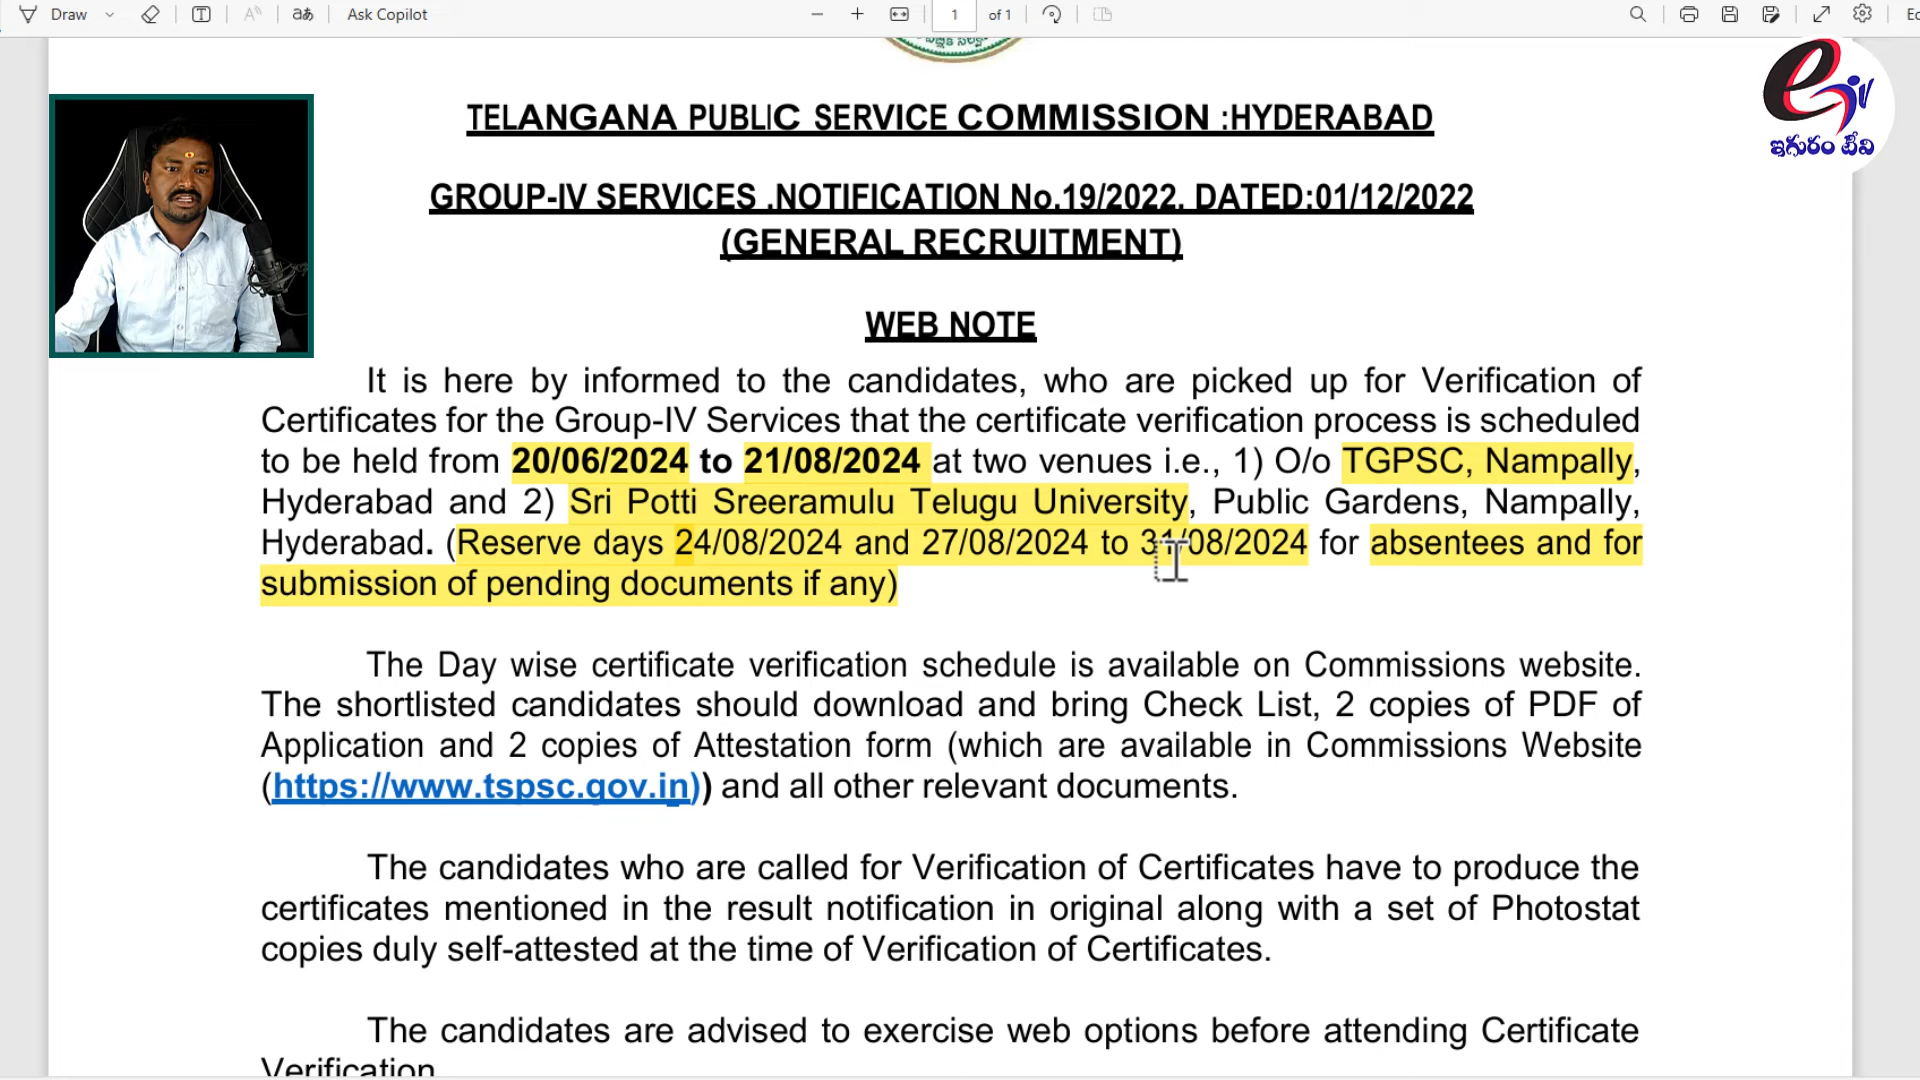 Draw
aあ
Ask Copilot
1
of 1
TELANGANA PUBLIC SERVICE COMMISSION :HYDERABAD
GROUP-IV SERVICES .NOTIFICATION No.19/2022. DATED:01/12/2022
(GENERAL RECRUITMENT)
WEB NOTE
It is here by informed to the candidates, who are picked up for Verification of
Certificates for the Group-IV Services that the certificate verification process is scheduled
to be held from 20/06/2024 to 21/08/2024 at two venues i.e., 1) O/o TGPSC, Nampally,
Hyderabad and 2) Sri Potti Sreeramulu Telugu University, Public Gardens, Nampally,
Hyderabad. (Reserve days 24/08/2024 and 27/08/2024 to 31/08/2024 for absentees and for
submission of pending documents if any)
The Day wise certificate verification schedule is available on Commissions website.
The shortlisted candidates should download and bring Check List, 2 copies of PDF of
Application and 2 copies of Attestation form (which are available in Commissions Website
(https://www.tspsc.gov.in)) and all other relevant documents.
The candidates who are called for Verification of Certificates have to produce the
certificates mentioned in the result notification in original along with a set of Photostat
copies duly self-attested at the time of Verification of Certificates.
The candidates are advised to exercise web options before attending Certificate
Verification
ఇగురం టీవి